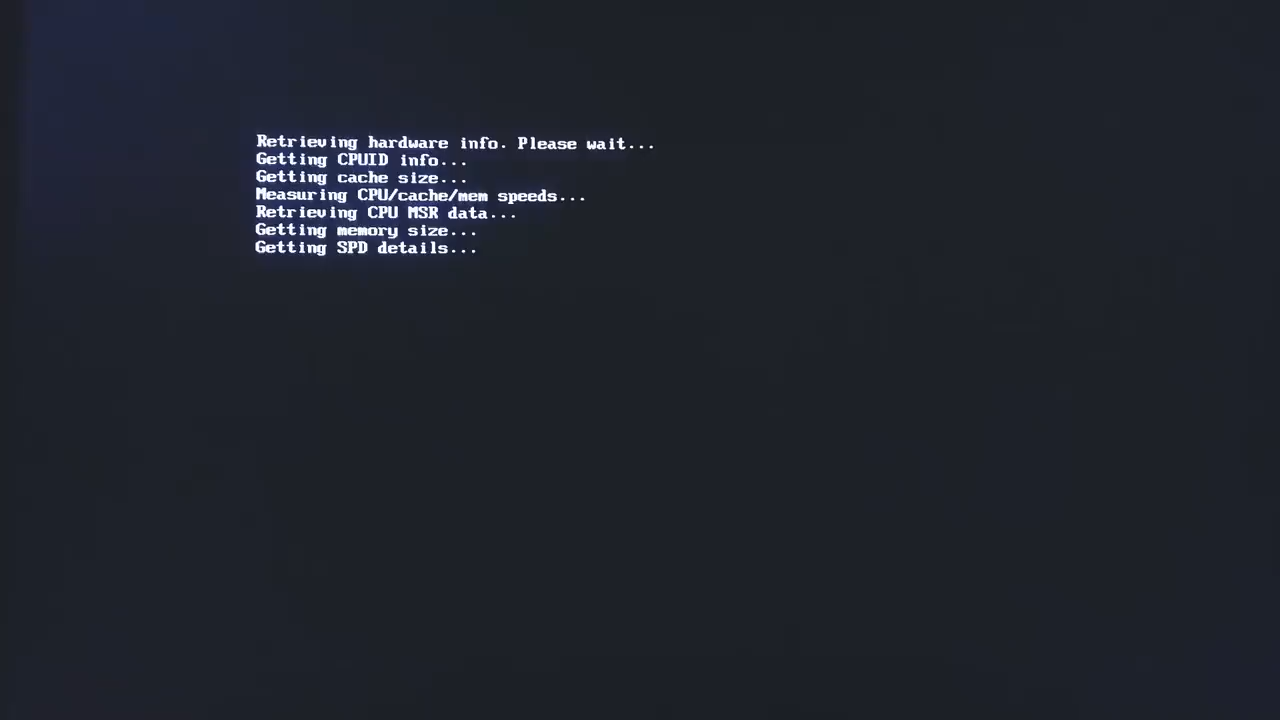 Retrieving hardware info. Please wait...
Getting CPUID info...
Getting cache size...
Measuring CPU/cache/mem speeds...
Retrieving CPU MSR data...
Getting memory size...
Getting SPD details...